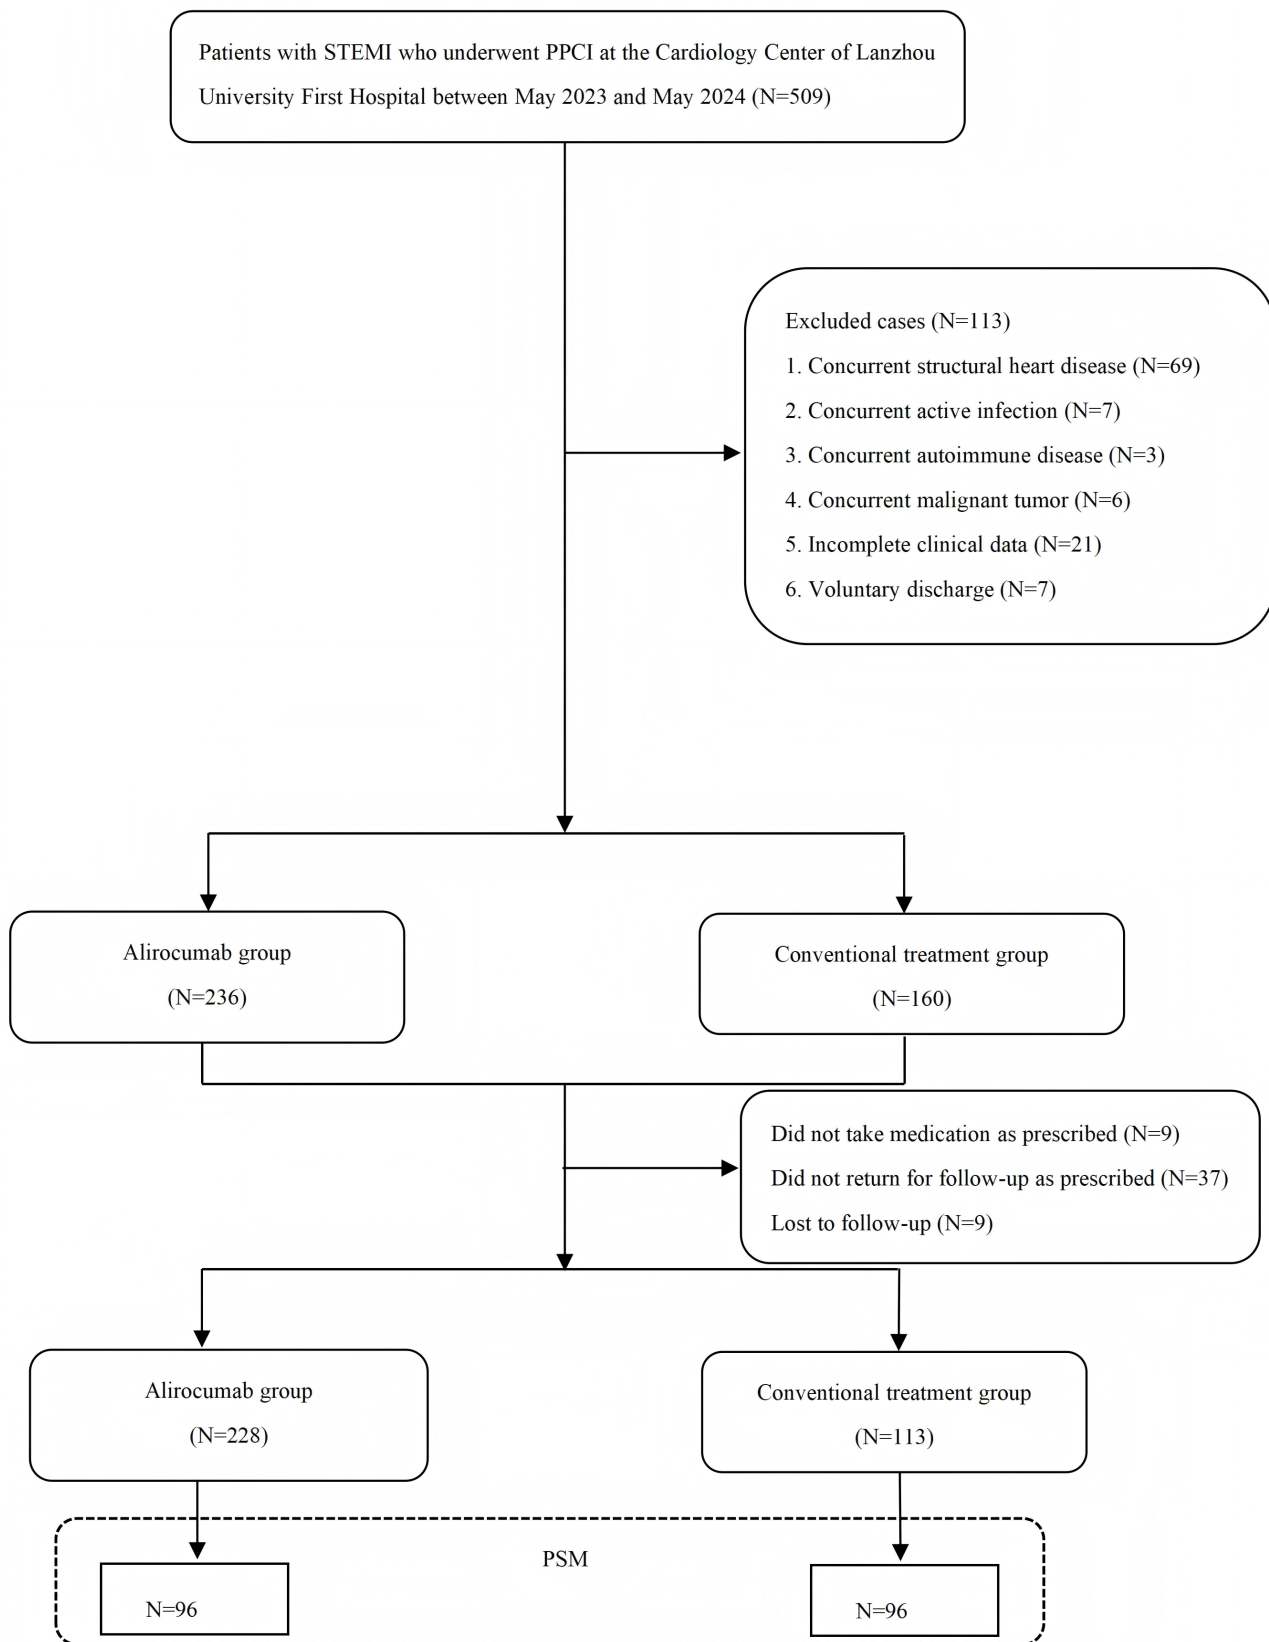 Patients with STEMI who underwent PPCI at the Cardiology Center of Lanzhou
University First Hospital between May 2023 and May 2024 (N=509)
Excluded cases (N=113)
1. Concurrent structural heart disease (N=69)
2. Concurrent active infection (N=7)
3. Concurrent autoimmune disease (N=3)
4. Concurrent malignant tumor (N=6)
5. Incomplete clinical data (N=21)
6. Voluntary discharge (N=7)
Alirocumab group
(N=236)
Conventional treatment group
(N=160)
Did not take medication as prescribed (N=9)
Did not return for follow-up as prescribed (N=37)
Lost to follow-up (N=9)
Alirocumab group
(N=228)
Conventional treatment group
(N=113)
PSM
N=96
N=96